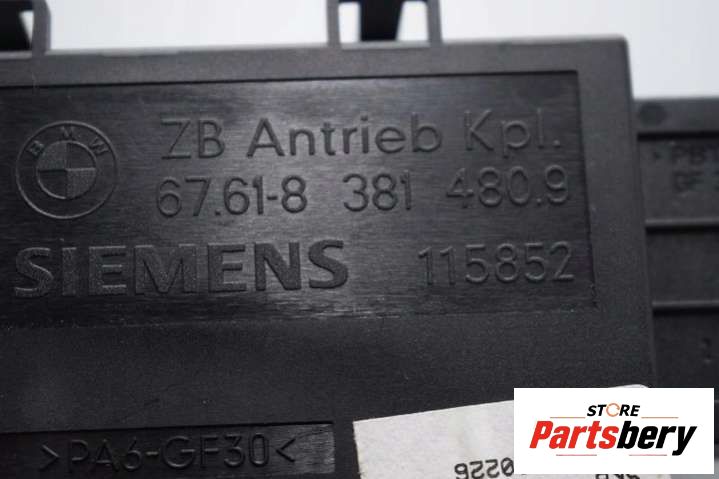 BMW
ZB Antrieb Kpl.
67.61-8 381 480.9
SIEMENS 115852
>PA6-GF30<
STORE
Partsbery